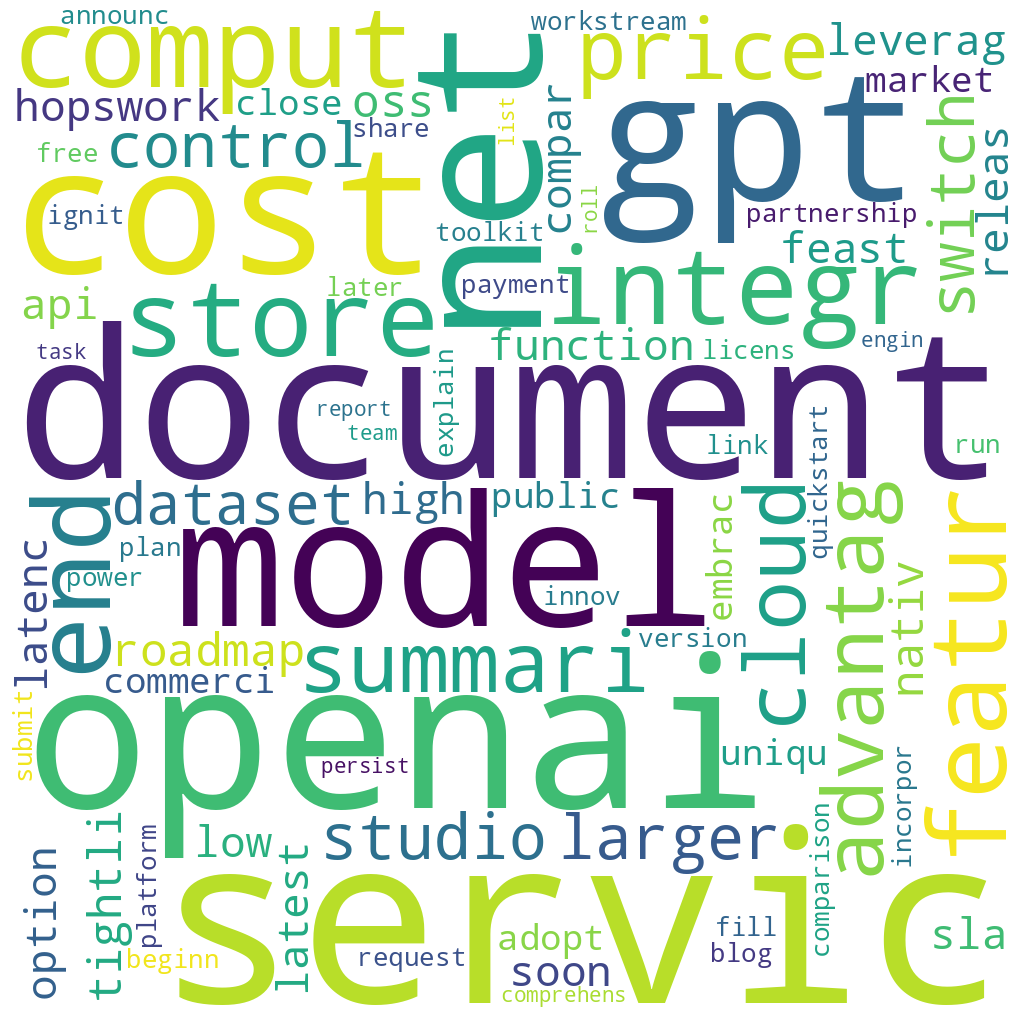 announc
workstream
comput
net
price
leverag
market
hopswork
close
oss
list
compar
gpt
share
control
free
cost
switch
releas
ignit
roll
partnership
toolkit
feast
integr
api
later
payment
store
function
licens
engin
task
explain
document
report
team
link
quickstart
run
end
dataset
high
public
cloud
advantag
featur
model
plan
latenc
power
innov
embrac
nativ
roadmap
summari
version
commerci
openai
submit
persist
uniqu
incorpor
studio
larger
low
comparison
option
tightli
platform
latest
servic
adopt
fill
sla
beginn
request
soon
blog
comprehens